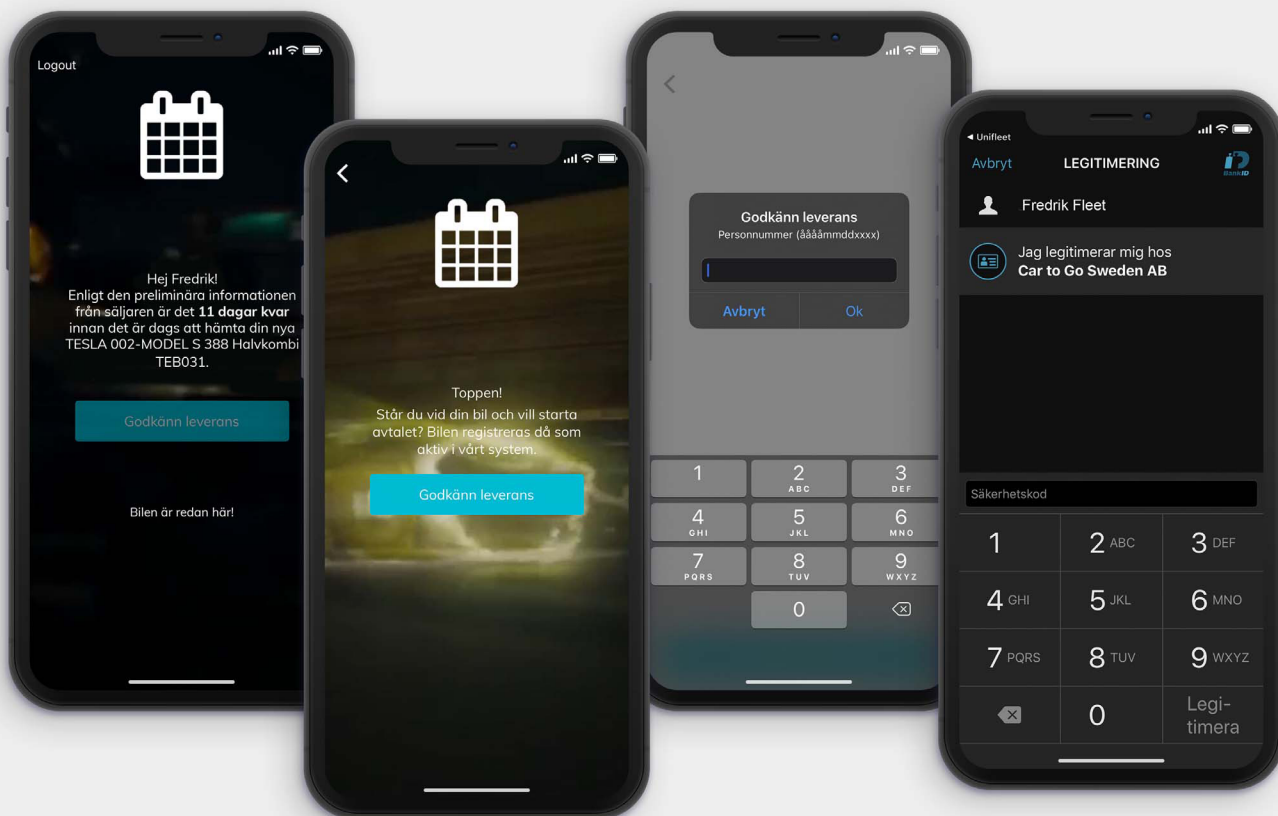 Logout
Hej Fredrik!
Enligt den preliminära informationen
från säljaren är det 11 dagar kvar
innan det är dags att hämta din nya
TESLA 002-MODEL S 388 Halvkombi
TEB031.
Godkänn leverans
Bilen är redan här!
Toppen!
Står du vid din bil och vill starta
avtalet? Bilen registreras då som
aktiv i vårt system.
Godkänn leverans
Godkänn leverans
Personnummer (ååååmmddxxxx)
Avbryt Ok
1 2 3
ABC DEF
4 5 6
GHI JKL MNO
7 8 9
PQRS TUV WXYZ
0
Unifleet
Avbryt LEGITIMERING BankID
Fredrik Fleet
Jag legitimerar mig hos
Car to Go Sweden AB
Säkerhetskod
1 2 ABC 3 DEF
4 GHI 5 JKL 6 MNO
7 PQRS 8 TUV 9 WXYZ
0 Legi-
timera